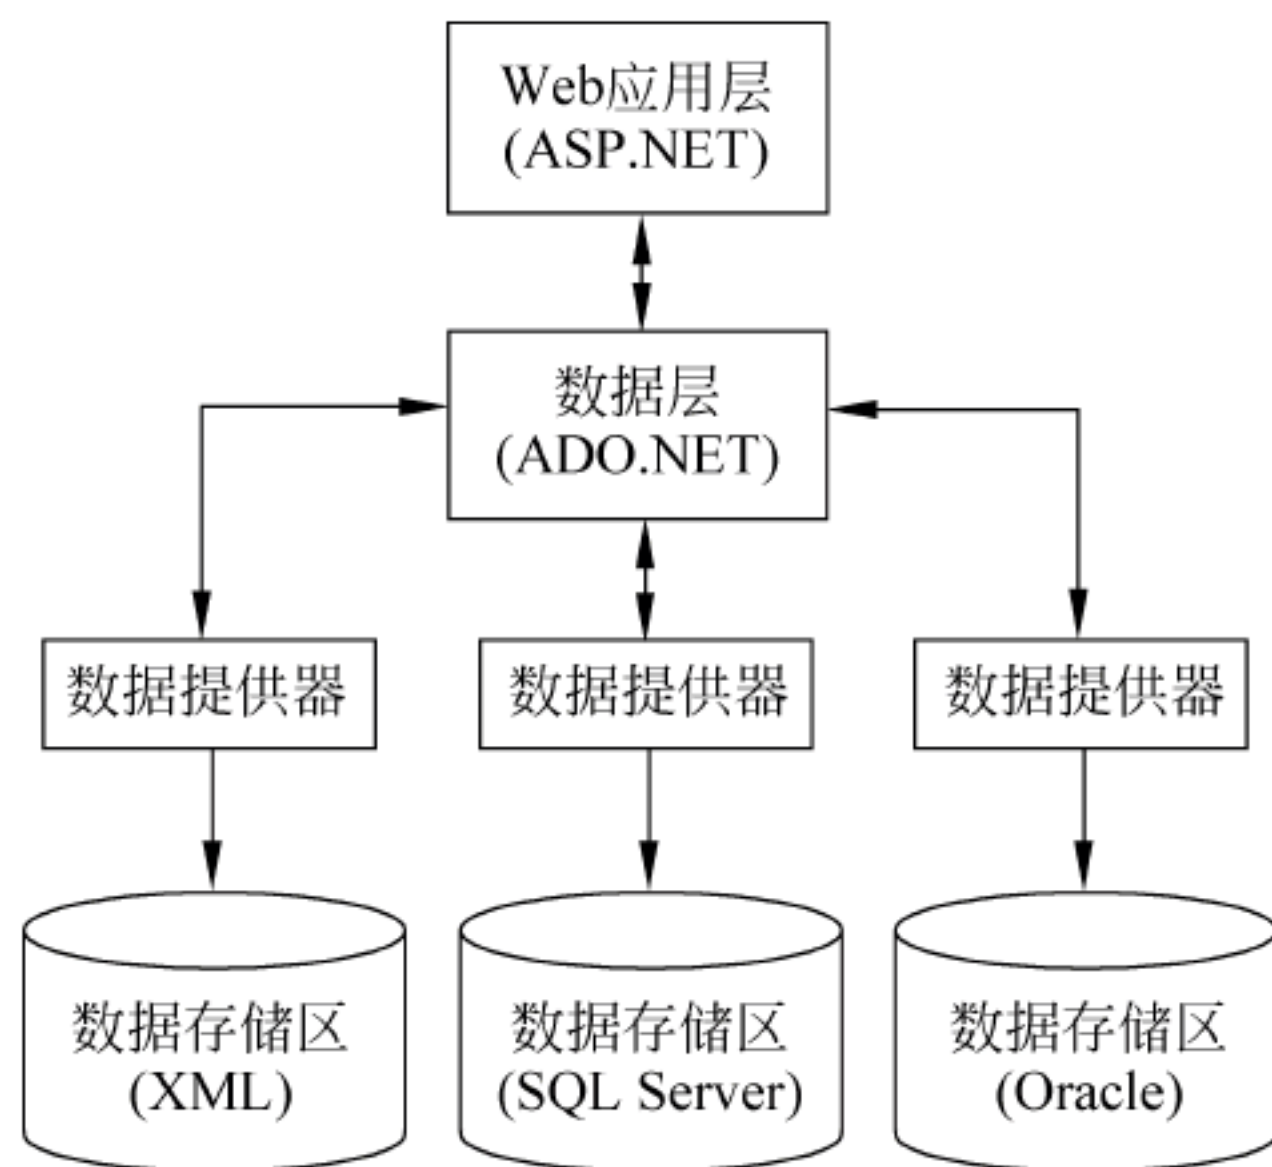 Web应用层
(ASP.NET)
数据层
(ADO.NET)
数据提供器
数据提供器
数据提供器
数据存储区
(XML)
数据存储区
(SQL Server)
数据存储区
(Oracle)